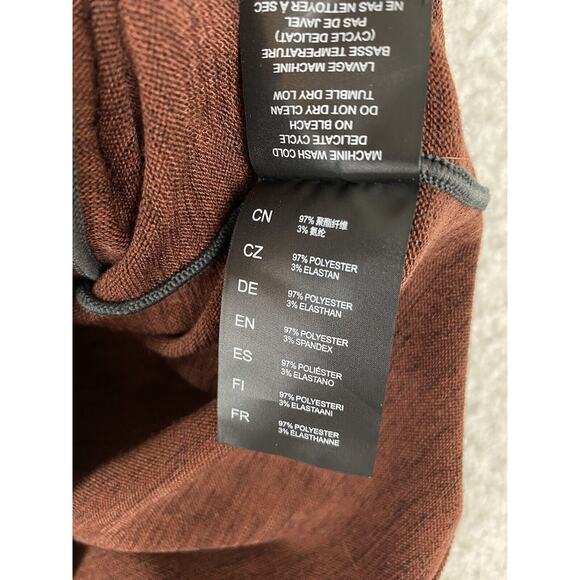 MACHINE WASH COLD
DELICATE CYCLE
NO BLEACH
DO NOT DRY CLEAN
TUMBLE DRY LOW
LAVAGE MACHINE
BASSE TEMPERATURE
(CYCLE DELICAT)
PAS DE JAVEL
NE PAS NETTOYER À SEC
CN 97% 聚酯纤维
3% 氨纶
CZ 97% POLYESTER
3% ELASTAN
DE 97% POLYESTER
3% ELASTHAN
EN 97% POLYESTER
3% SPANDEX
ES 97% POLIÉSTER
3% ELASTANO
FI 97% POLYESTERI
3% ELASTAANI
FR 97% POLYESTER
3% ÉLASTHANNE